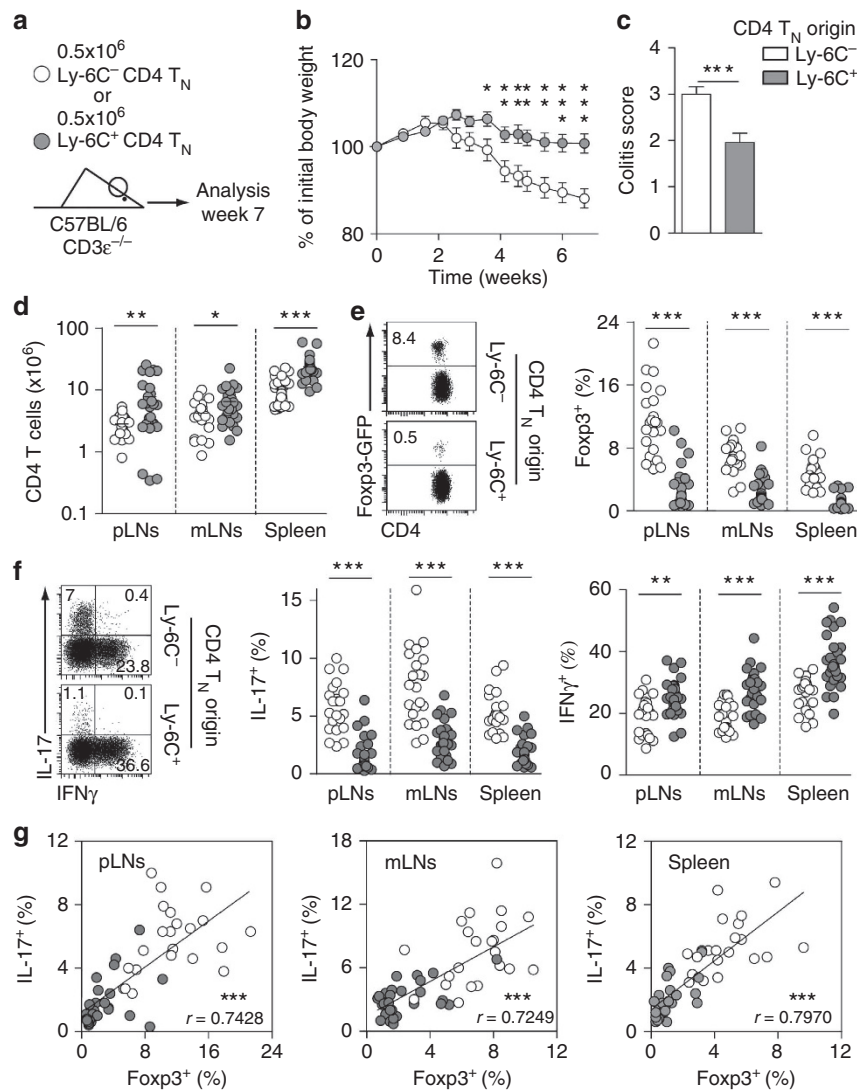 a
0.5x10⁶
Ly-6C⁻ CD4 T_N
or
0.5x10⁶
Ly-6C⁺ CD4 T_N
C57BL/6
CD3ε⁻/⁻
Analysis
week 7
b
% of initial body weight
120
100
80
0 2 4 6
Time (weeks)
* ** ** ** ** * * *** *
c
CD4 T_N origin
Ly-6C⁻
Ly-6C⁺
***
Colitis score
4
3
2
1
0
d
** * ***
CD4 T cells (x10⁶)
100
10
1
0.1
pLNs mLNs Spleen
e
8.4
0.5
Foxp3-GFP
CD4
Ly-6C⁻
Ly-6C⁺
CD4 T_N origin
*** *** ***
Foxp3⁺ (%)
24
16
8
0
pLNs mLNs Spleen
f
7 0.4
23.8
1.1 0.1
36.6
IL-17
IFNγ
Ly-6C⁻
Ly-6C⁺
CD4 T_N origin
*** *** ***
IL-17⁺ (%)
15
10
5
0
pLNs mLNs Spleen
** *** ***
IFNγ⁺ (%)
60
40
20
0
pLNs mLNs Spleen
g
pLNs
IL-17⁺ (%)
12
8
4
0
0 8 16 24
Foxp3⁺ (%)
***
r = 0.7428
mLNs
IL-17⁺ (%)
18
12
6
0
0 4 8 12
Foxp3⁺ (%)
***
r = 0.7249
Spleen
IL-17⁺ (%)
12
8
4
0
0 4 8 12
Foxp3⁺ (%)
***
r = 0.7970